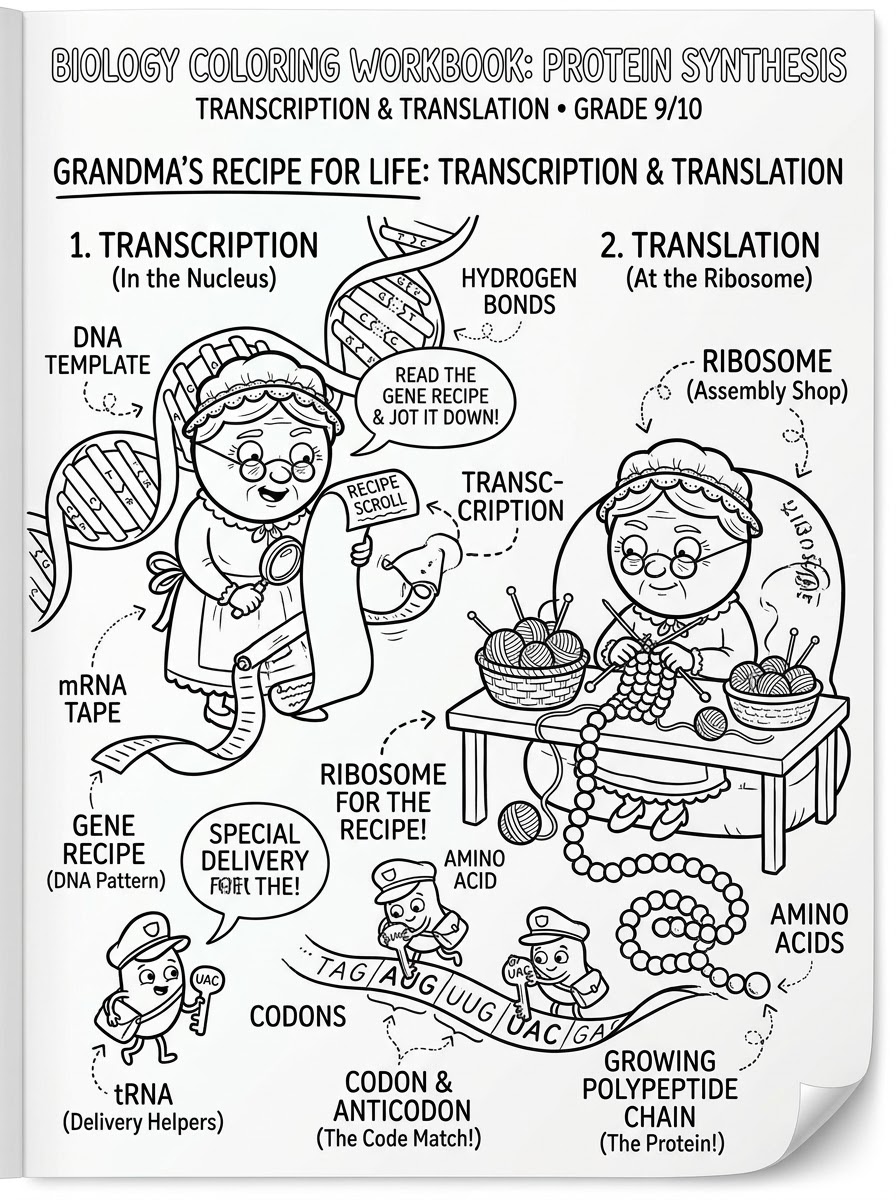 BIOLOGY COLORING WORKBOOK: PROTEIN SYNTHESIS
TRANSCRIPTION & TRANSLATION • GRADE 9/10
GRANDMA'S RECIPE FOR LIFE: TRANSCRIPTION & TRANSLATION
1. TRANSCRIPTION
(In the Nucleus)
HYDROGEN
BONDS
DNA
TEMPLATE
READ THE
GENE RECIPE
& JOT IT DOWN!
RECIPE
SCROLL
TRANSC-
CRIPTION
mRNA
TAPE
GENE
RECIPE
(DNA Pattern)
2. TRANSLATION
(At the Ribosome)
RIBOSOME
(Assembly Shop)
RIBOSOME
FOR THE
RECIPE!
SPECIAL
DELIVERY
THE!
AMINO
ACID
AMINO
ACIDS
UAC
UAC
TAG AUG UUG UAC
CODONS
tRNA
(Delivery Helpers)
CODON &
ANTICODON
(The Code Match!)
GROWING
POLYPEPTIDE
CHAIN
(The Protein!)